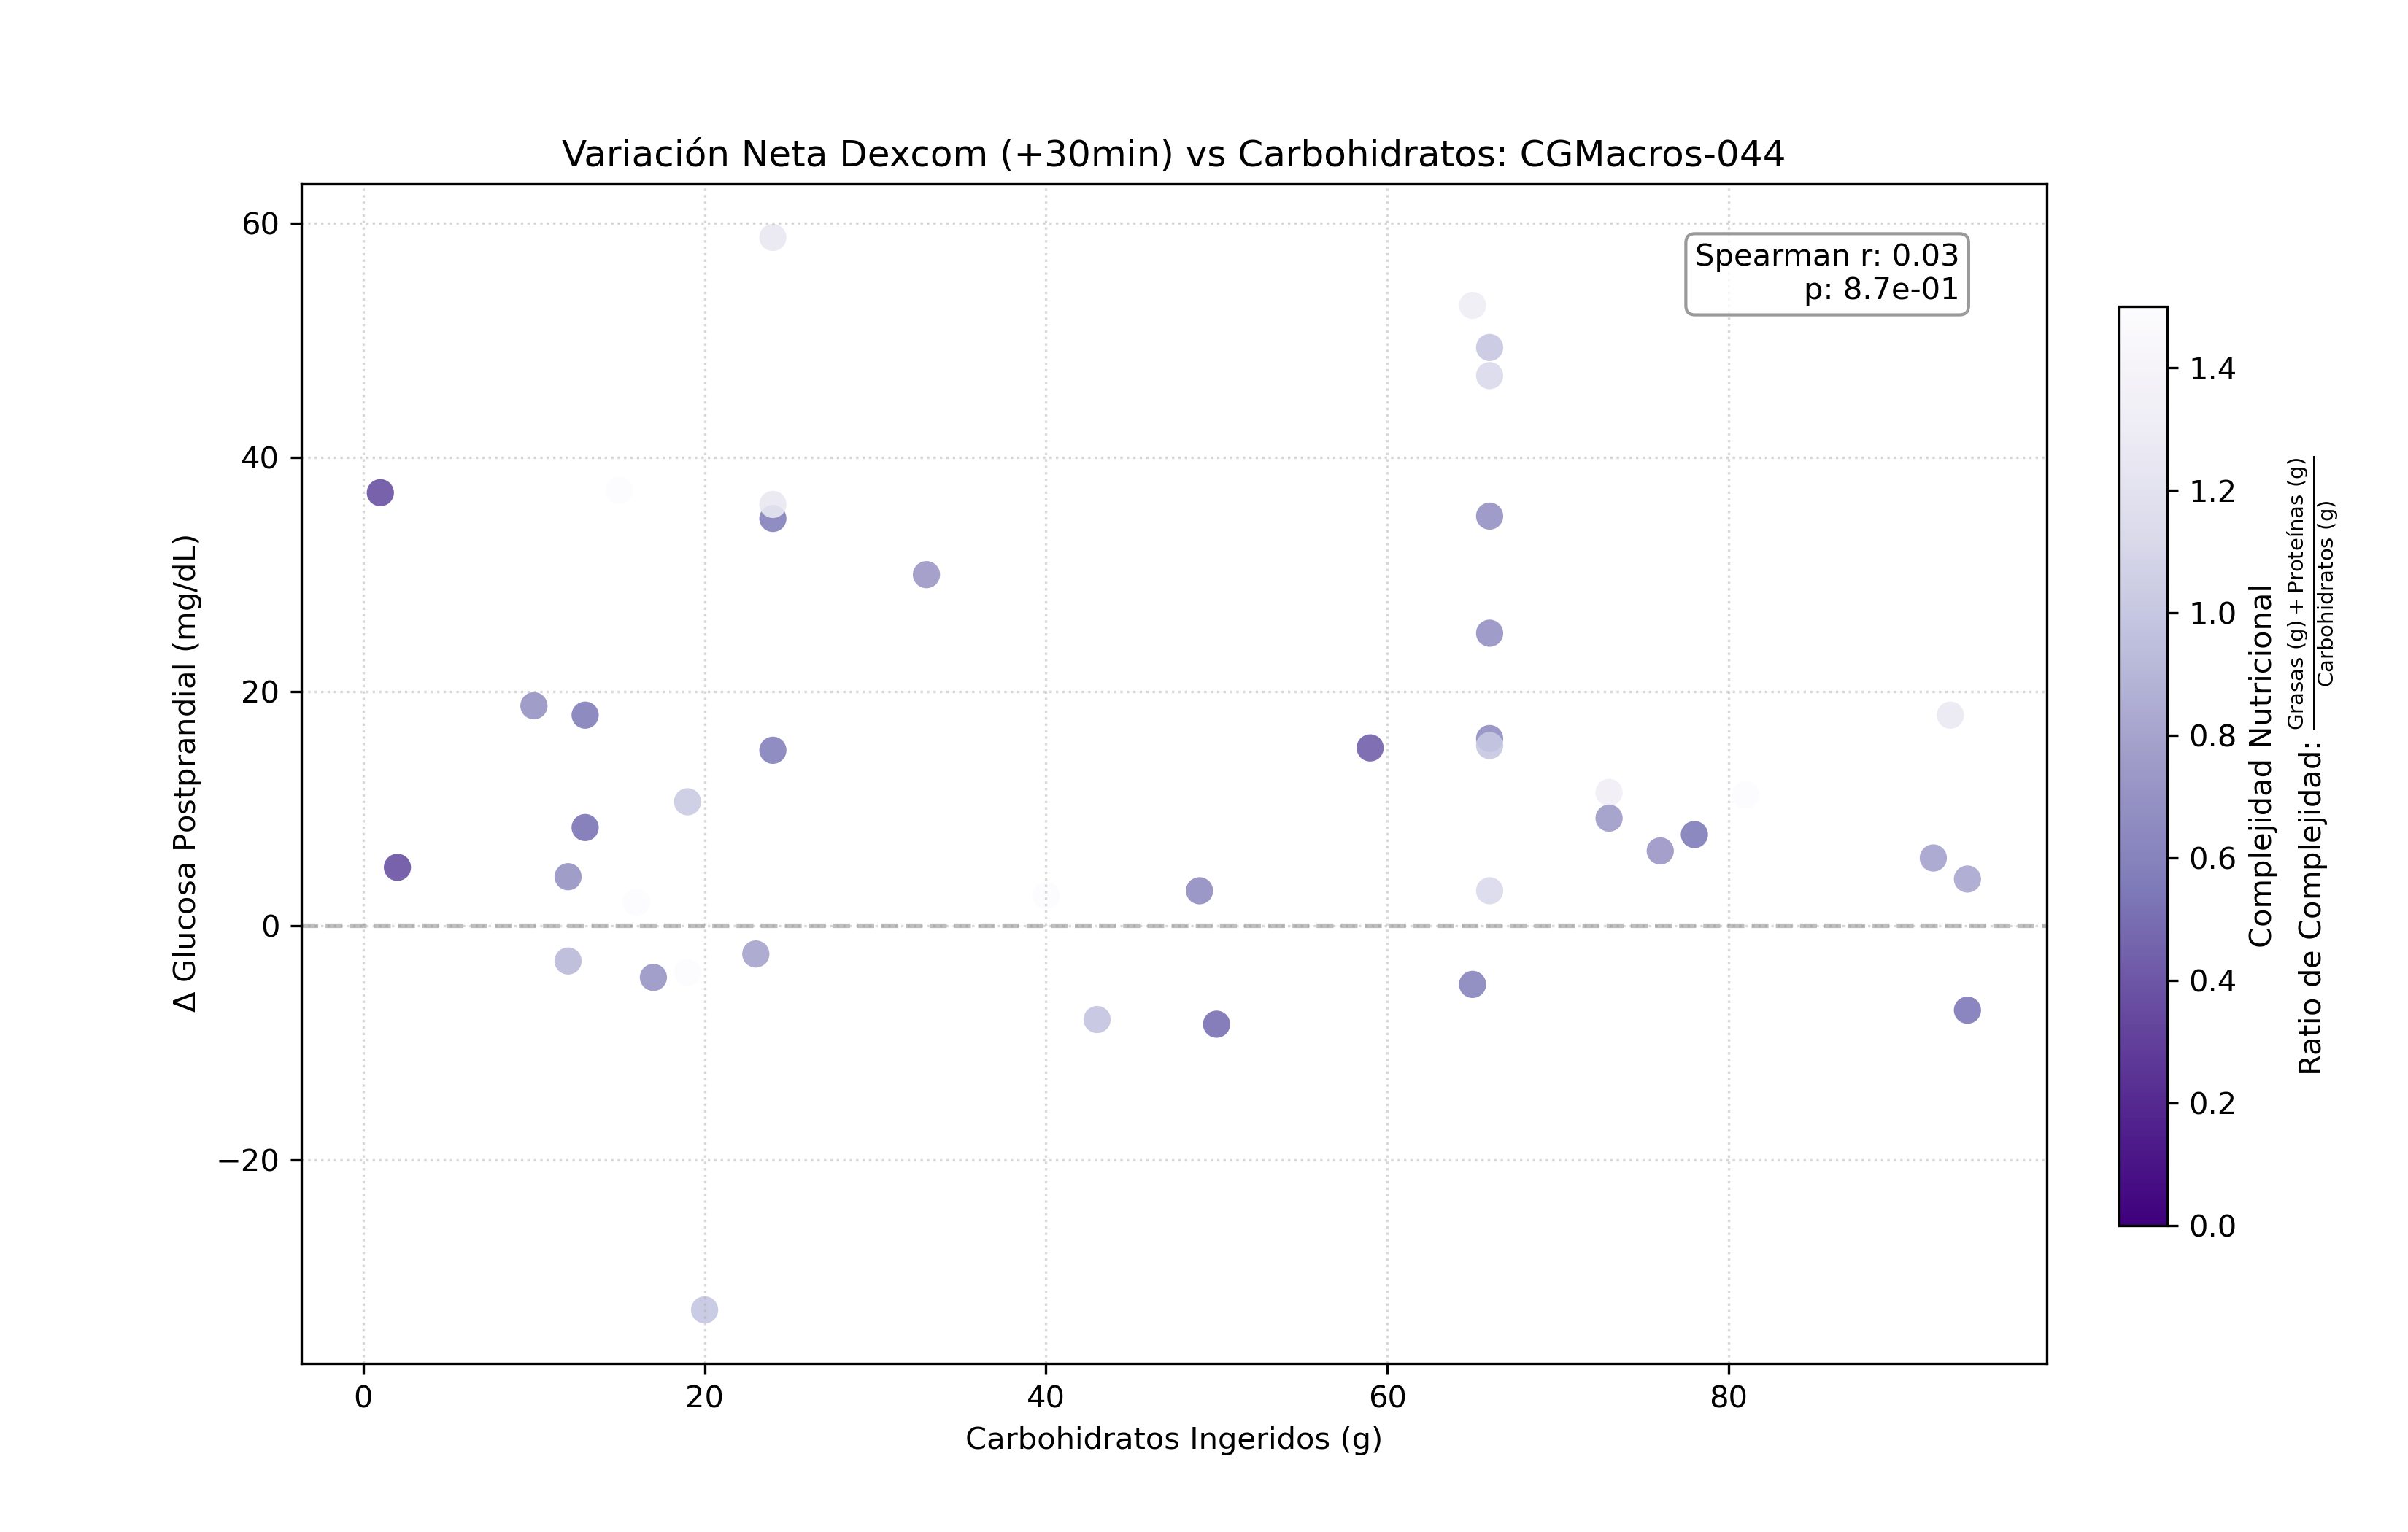 Variación Neta Dexcom (+30min) vs Carbohidratos: CGMacros-044
Spearman r: 0.03
p: 8.7e-01
Δ Glucosa Postprandial (mg/dL)
60
40
20
0
−20
0
20
40
60
80
Carbohidratos Ingeridos (g)
1.4
1.2
1.0
0.8
0.6
0.4
0.2
0.0
Complejidad Nutricional
Ratio de Complejidad: Grasas (g) + Proteínas (g)
Carbohidratos (g)